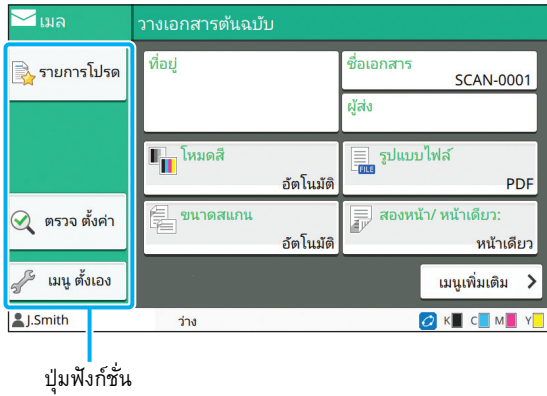 เมล
วางเอกสารต้นฉบับ
รายการโปรด
ที่อยู่
ชื่อเอกสาร
SCAN-0001
ผู้ส่ง
โหมดสี
อัตโนมัติ
รูปแบบไฟล์
FILE
PDF
ตรวจ ตั้งค่า
ขนาดสแกน
อัตโนมัติ
สองหน้า/ หน้าเดียว:
หน้าเดียว
เมนู ตั้งเอง
เมนูเพิ่มเติม
J.Smith
ว่าง
K C M Y
ปุ่มฟังก์ชั่น